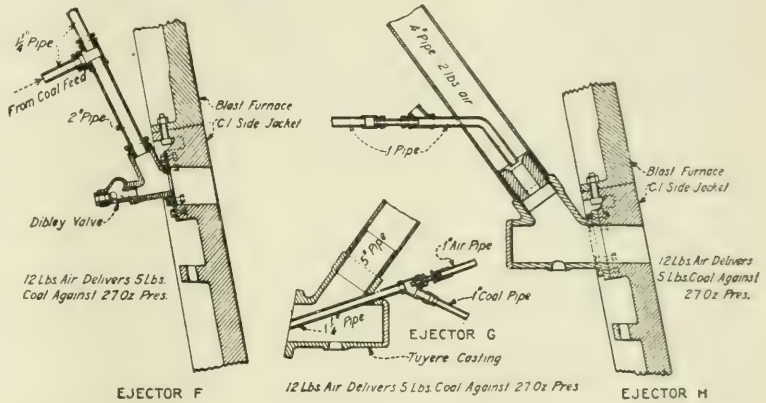 1 1/4" Pipe
From Coal Feed
2" Pipe
Blast Furnace
C.I. Side Jacket
Dibley Valve
12 Lbs. Air Delivers 5 Lbs.
Coal Against 27 Oz Pres.
EJECTOR F
4" Pipe 2 lbs air
1 Pipe
5" Pipe
1" Air Pipe
1" Coal Pipe
1 1/4" Pipe
EJECTOR G
Tuyere Casting
12 Lbs. Air Delivers 5 Lbs. Coal Against 27 Oz Pres
Blast Furnace
C.I. Side Jacket
12 Lbs. Air Delivers
5 Lbs. Coal Against
27 Oz. Pres.
EJECTOR H